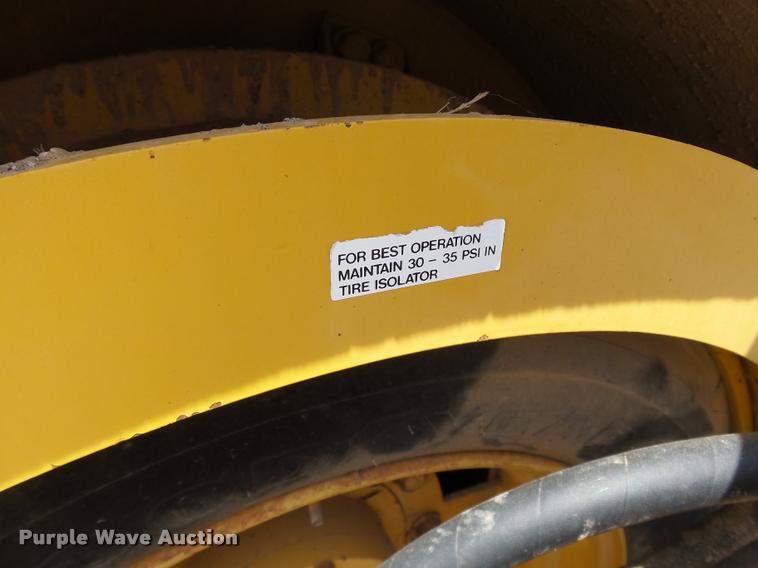 FOR BEST OPERATION
MAINTAIN 30 – 35 PSI IN
TIRE ISOLATOR
Purple Wave Auction